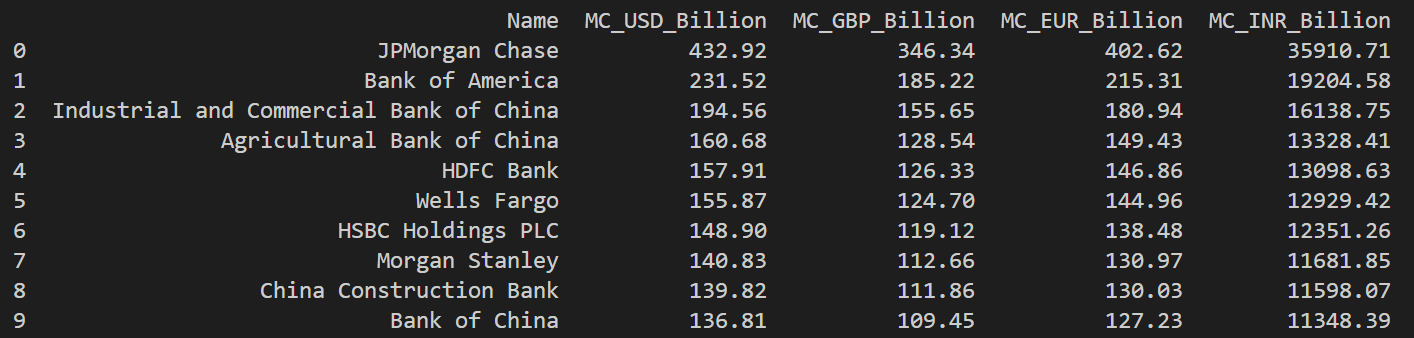 Name MC_USD_Billion MC_GBP_Billion MC_EUR_Billion MC_INR_Billion
0 JPMorgan Chase 432.92 346.34 402.62 35910.71
1 Bank of America 231.52 185.22 215.31 19204.58
2 Industrial and Commercial Bank of China 194.56 155.65 180.94 16138.75
3 Agricultural Bank of China 160.68 128.54 149.43 13328.41
4 HDFC Bank 157.91 126.33 146.86 13098.63
5 Wells Fargo 155.87 124.70 144.96 12929.42
6 HSBC Holdings PLC 148.90 119.12 138.48 12351.26
7 Morgan Stanley 140.83 112.66 130.97 11681.85
8 China Construction Bank 139.82 111.86 130.03 11598.07
9 Bank of China 136.81 109.45 127.23 11348.39